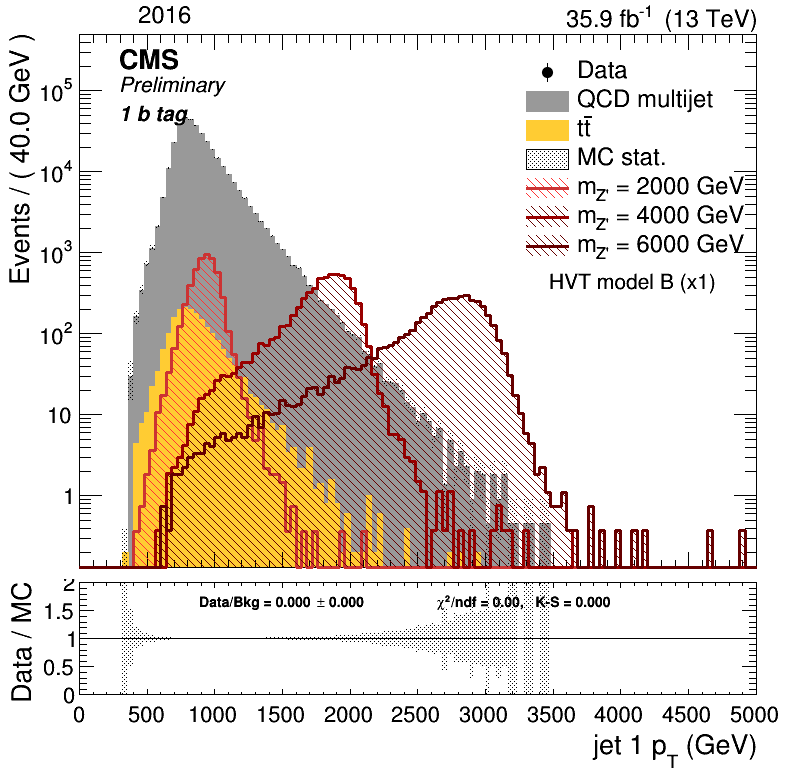 2016 35.9 fb⁻¹ (13 TeV)
CMS
Preliminary
1 b tag
Data
QCD multijet
tt̄
MC stat.
m_Z' = 2000 GeV
m_Z' = 4000 GeV
m_Z' = 6000 GeV
HVT model B (x1)
Events / ( 40.0 GeV )
10⁵
10⁴
10³
10²
10
1
Data/Bkg = 0.000 ± 0.000 χ²/ndf = 0.00, K-S = 0.000
Data / MC
2
1.5
1
0.5
0
0 500 1000 1500 2000 2500 3000 3500 4000 4500 5000
jet 1 p_T (GeV)